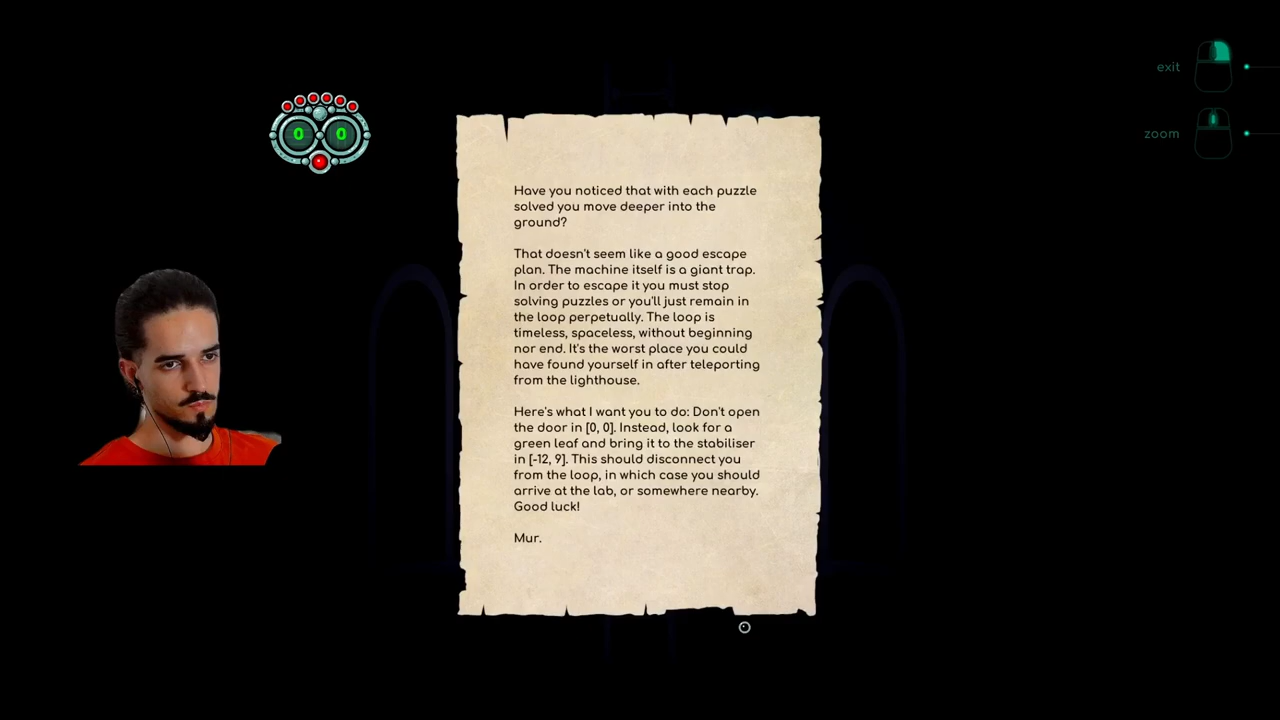 exit
zoom
0 0
Have you noticed that with each puzzle
solved you move deeper into the
ground?
That doesn't seem like a good escape
plan. The machine itself is a giant trap.
In order to escape it you must stop
solving puzzles or you'll just remain in
the loop perpetually. The loop is
timeless, spaceless, without beginning
nor end. It's the worst place you could
have found yourself in after teleporting
from the lighthouse.
Here's what I want you to do: Don't open
the door in [0, 0]. Instead, look for a
green leaf and bring it to the stabiliser
in [-12, 9]. This should disconnect you
from the loop, in which case you should
arrive at the lab, or somewhere nearby.
Good luck!
Mur.